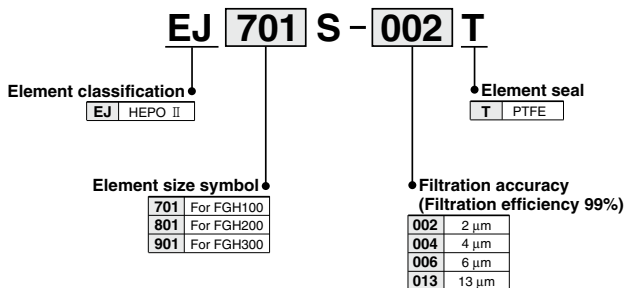 EJ 701 S - 002 T
Element classification
EJ HEPO Ⅱ
Element seal
T PTFE
Element size symbol
701 For FGH100
801 For FGH200
901 For FGH300
Filtration accuracy
(Filtration efficiency 99%)
002 2 μm
004 4 μm
006 6 μm
013 13 μm